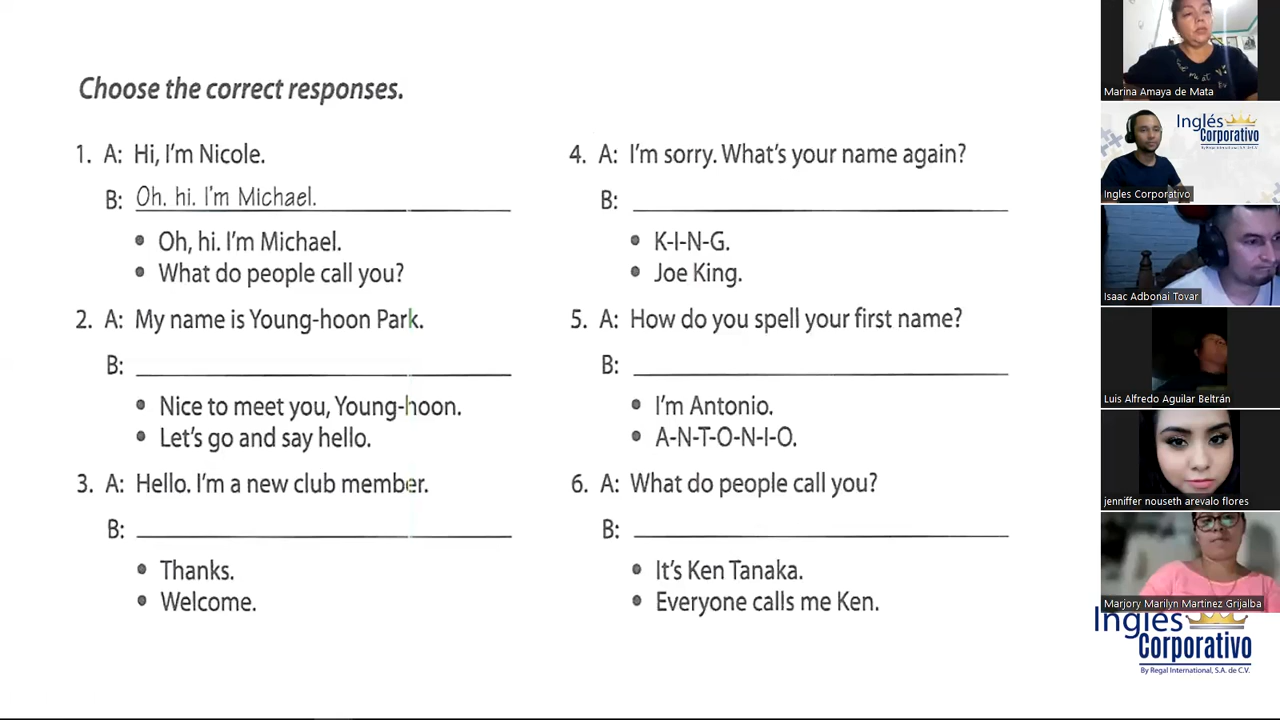 Choose the correct responses.
1. A: Hi, I'm Nicole.
B: Oh. hi. I'm Michael.
• Oh, hi. I'm Michael.
• What do people call you?
2. A: My name is Young-hoon Park.
B:
• Nice to meet you, Young-hoon.
• Let's go and say hello.
3. A: Hello. I'm a new club member.
B:
• Thanks.
• Welcome.
4. A: I'm sorry. What's your name again?
B:
• K-I-N-G.
• Joe King.
5. A: How do you spell your first name?
B:
• I'm Antonio.
• A-N-T-O-N-I-O.
6. A: What do people call you?
B:
• It's Ken Tanaka.
• Everyone calls me Ken.
Marina Amaya de Mata
Inglés
Corporativo
By Regal International, S.A. de C.V.
Ingles Corporativo
Isaac Adbonai Tovar
Luis Alfredo Aguilar Beltrán
jenniffer nouseth arevalo flores
Marjory Marilyn Martinez Grijalba
Inglés
Corporativo
By Regal International, S.A. de C.V.